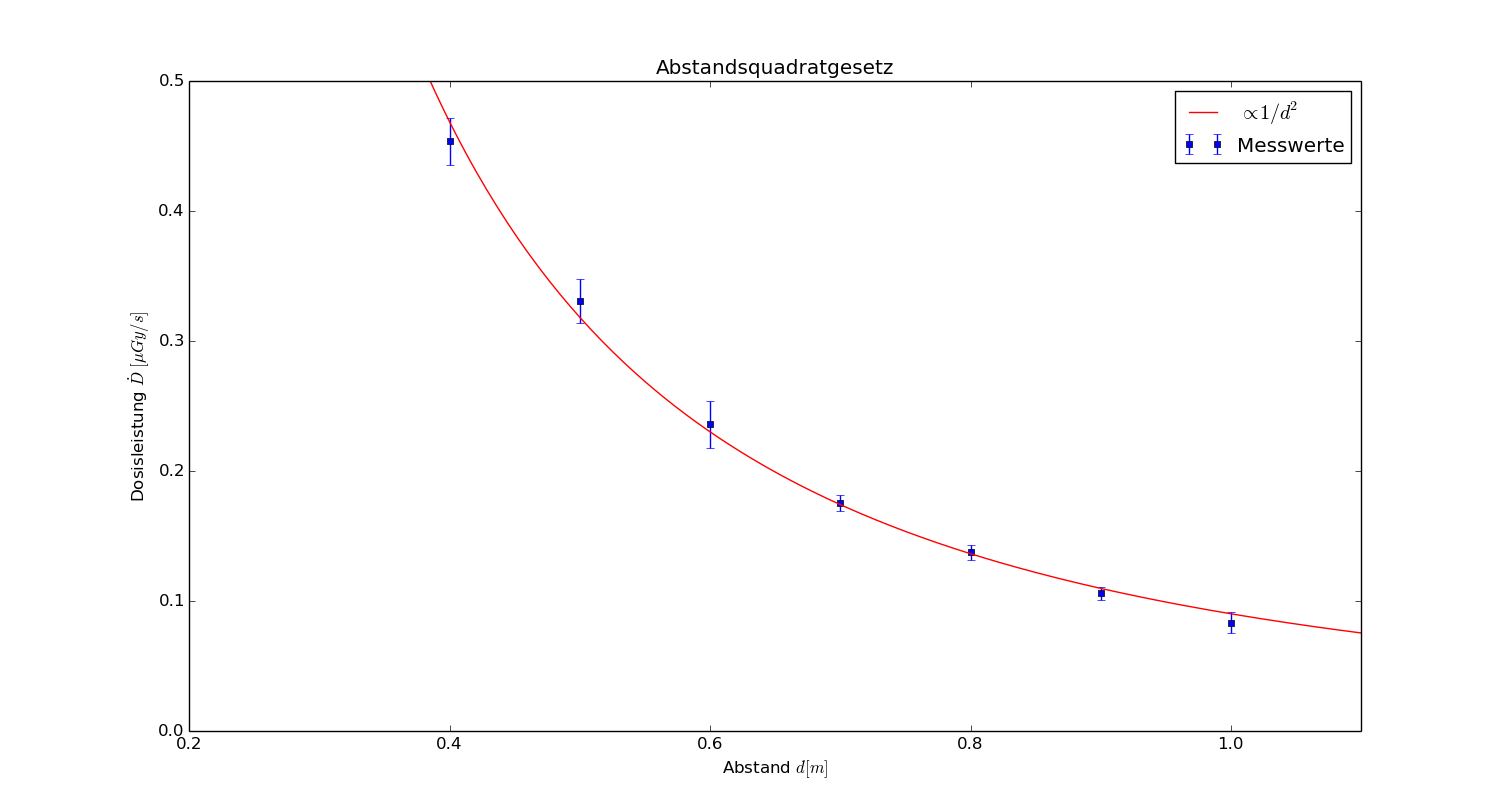 Abstandsquadratgesetz
0.5
0.4
0.3
0.2
0.1
0.0
0.2
0.4
0.6
0.8
1.0
Dosisleistung Ḋ [μGy/s]
Abstand d[m]
∝1/d²
Messwerte